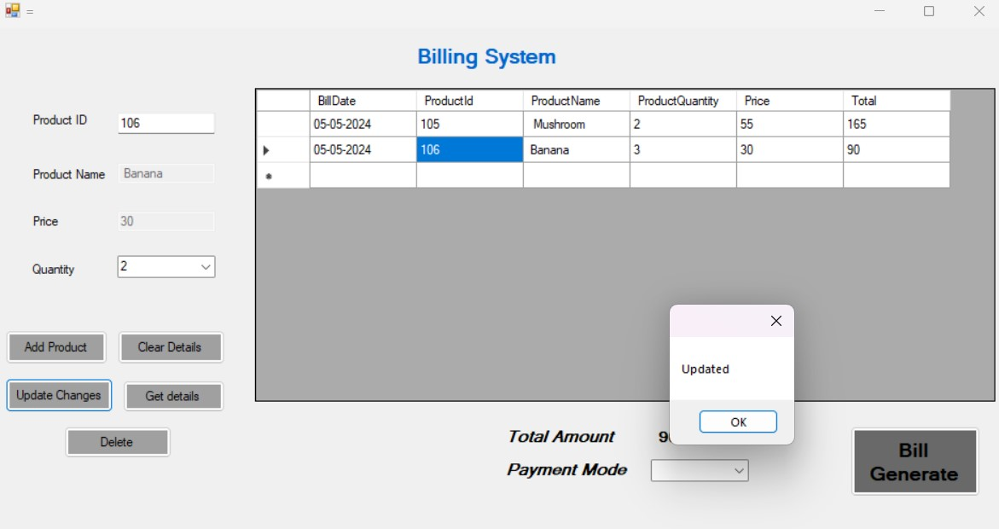 =
Billing System
BillDate ProductId ProductName ProductQuantity Price Total
05-05-2024 105 Mushroom 2 55 165
05-05-2024 106 Banana 3 30 90
Product ID 106
Product Name Banana
Price 30
Quantity 2
Add Product Clear Details
Update Changes Get details
Delete
Updated
OK
Total Amount
Payment Mode
Bill
Generate